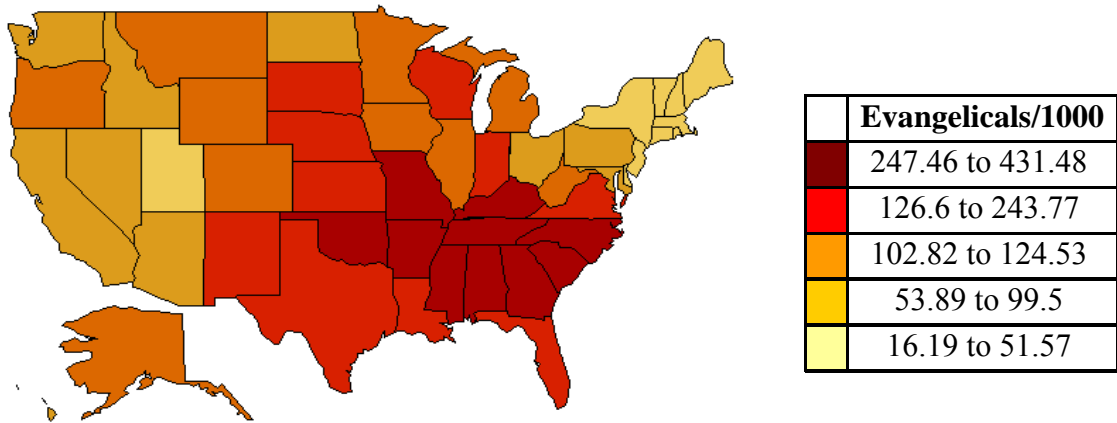 Evangelicals/1000
247.46 to 431.48
126.6 to 243.77
102.82 to 124.53
53.89 to 99.5
16.19 to 51.57